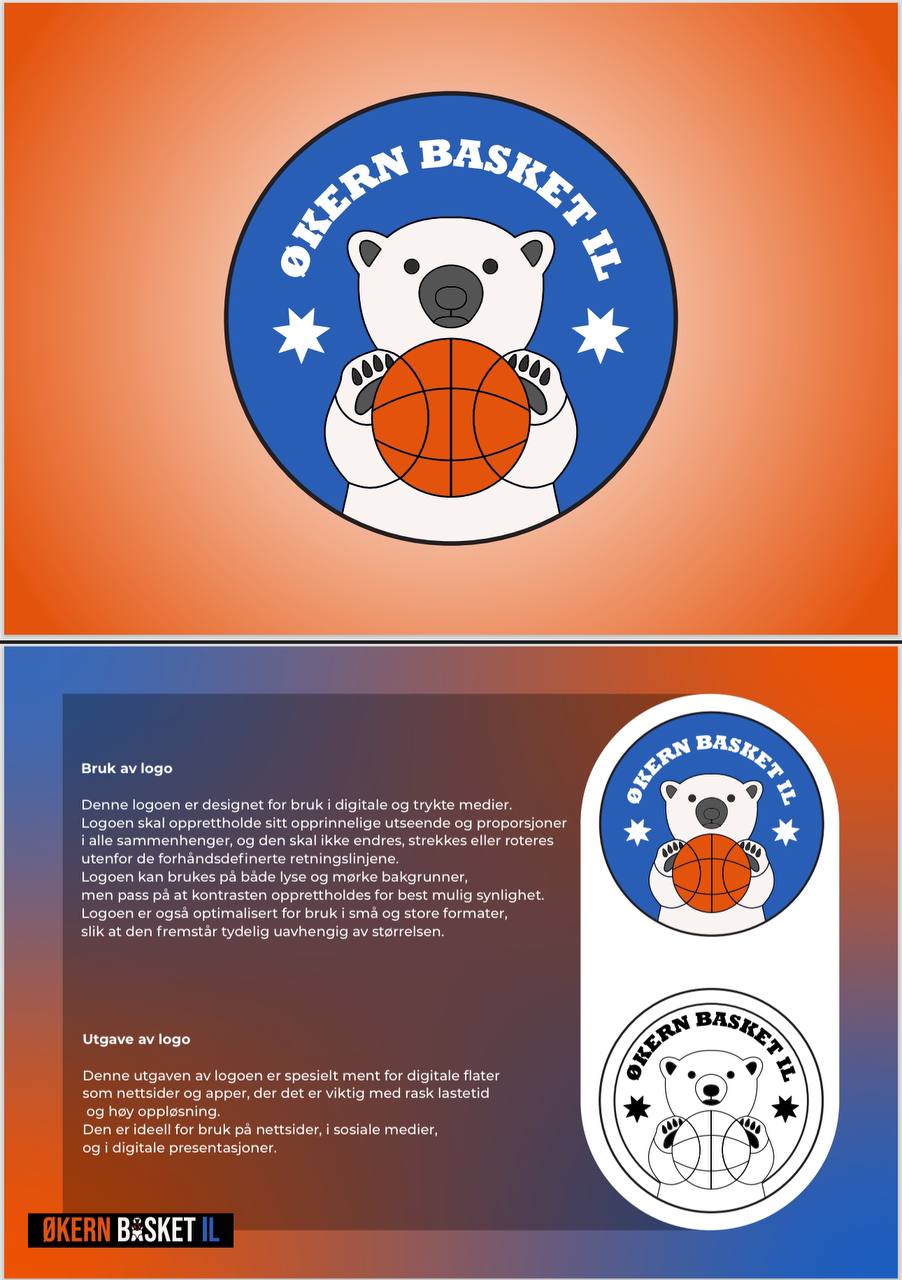 ØKERN BASKET IL
Bruk av logo
Denne logoen er designet for bruk i digitale og trykte medier.
Logoen skal opprettholde sitt opprinnelige utseende og proporsjoner
i alle sammenhenger, og den skal ikke endres, strekkes eller roteres
utenfor de forhåndsdefinerte retningslinjene.
Logoen kan brukes på både lyse og mørke bakgrunner,
men pass på at kontrasten opprettholdes for best mulig synlighet.
Logoen er også optimalisert for bruk i små og store formater,
slik at den fremstår tydelig uavhengig av størrelsen.
Utgave av logo
Denne utgaven av logoen er spesielt ment for digitale flater
som nettsider og apper, der det er viktig med rask lastetid
og høy oppløsning.
Den er ideell for bruk på nettsider, i sosiale medier,
og i digitale presentasjoner.
ØKERN BASKET IL
ØKERN BASKET IL
ØKERN BASKET IL